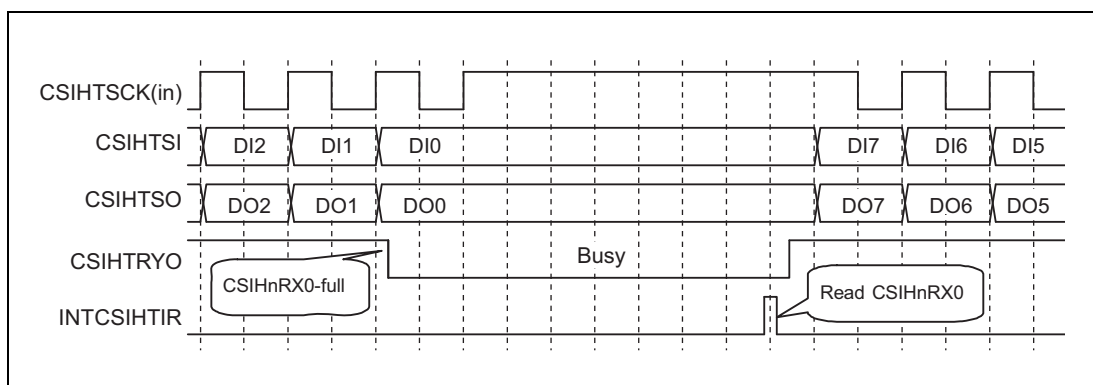 CSIHTSCK(in)
CSIHTSI DI2 DI1 DI0 DI7 DI6 DI5
CSIHTSO DO2 DO1 DO0 DO7 DO6 DO5
CSIHTRYO Busy
CSIHnRX0-full Read CSIHnRX0
INTCSIHTIR